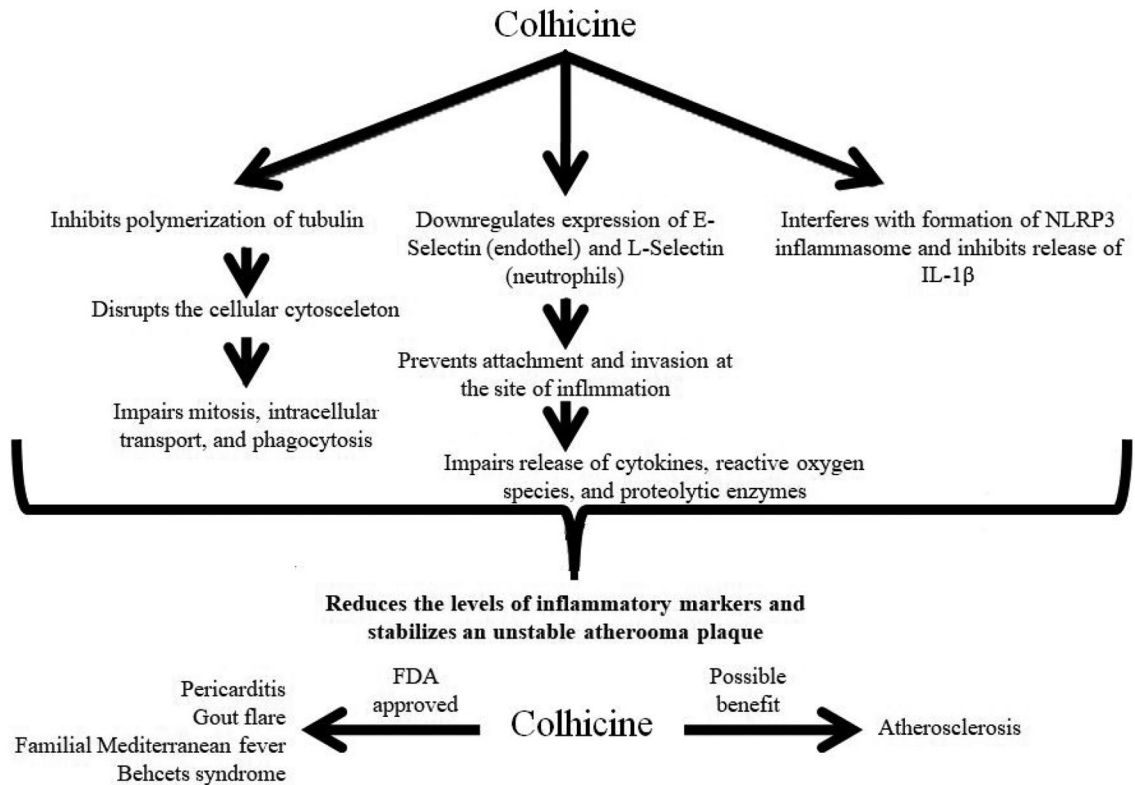 Colhicine
Inhibits polymerization of tubulin
Disrupts the cellular cytosceleton
Impairs mitosis, intracellular
transport, and phagocytosis
Downregulates expression of E-
Selectin (endothel) and L-Selectin
(neutrophils)
Prevents attachment and invasion at
the site of inflmmation
Impairs release of cytokines, reactive oxygen
species, and proteolytic enzymes
Interferes with formation of NLRP3
inflammasome and inhibits release of
IL-1β
Reduces the levels of inflammatory markers and
stabilizes an unstable atherooma plaque
Pericarditis
Gout flare
Familial Mediterranean fever
Behcets syndrome
FDA
approved
Colhicine
Possible
benefit
Atherosclerosis